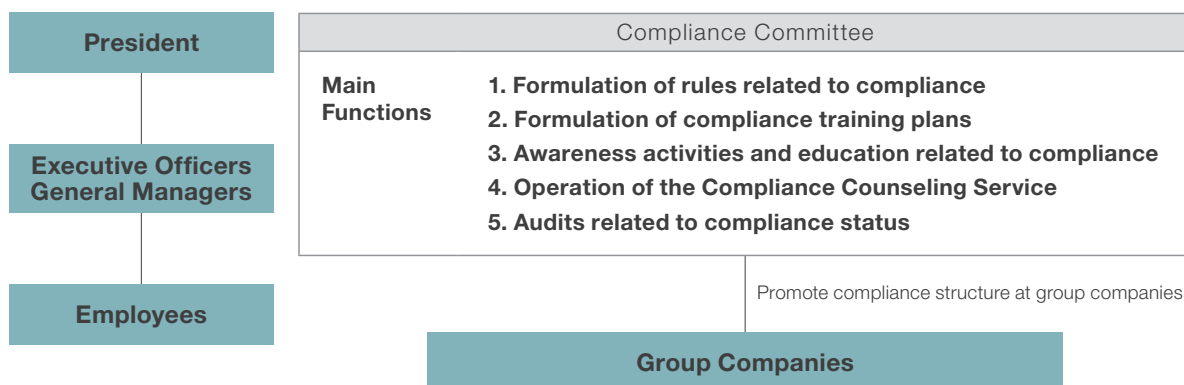 President
Executive Officers
General Managers
Employees
Compliance Committee
Main
Functions
1. Formulation of rules related to compliance
2. Formulation of compliance training plans
3. Awareness activities and education related to compliance
4. Operation of the Compliance Counseling Service
5. Audits related to compliance status
Promote compliance structure at group companies
Group Companies